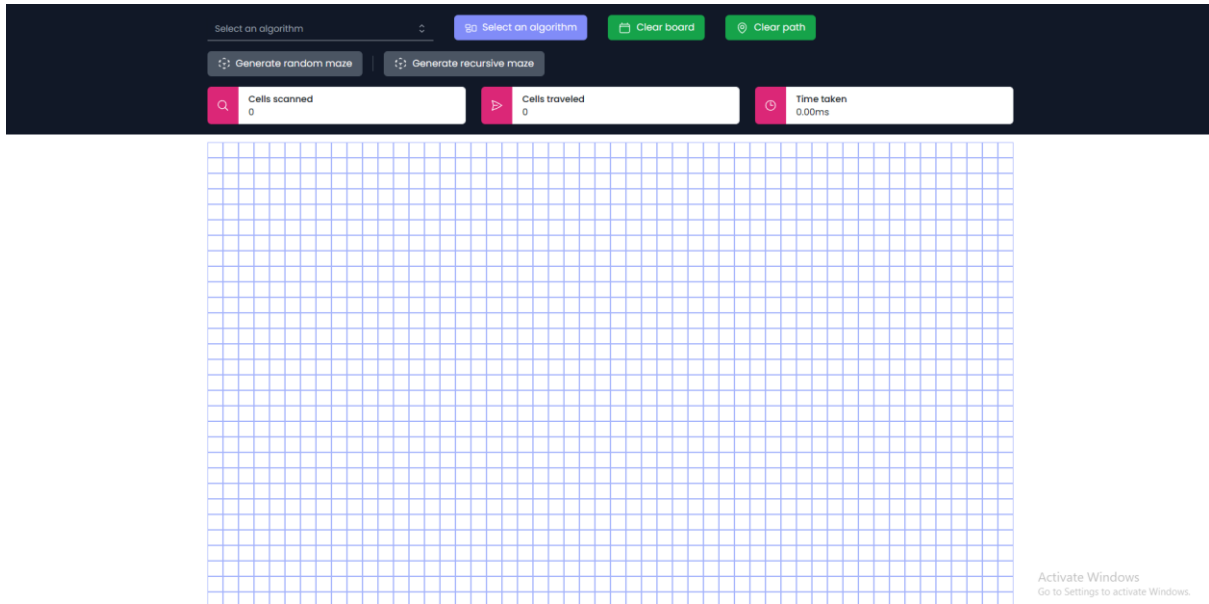 Select an algorithm
Select an algorithm
Clear board
Clear path
Generate random maze
Generate recursive maze
Cells scanned
0
Cells traveled
0
Time taken
0.00ms
Activate Windows
Go to Settings to activate Windows.